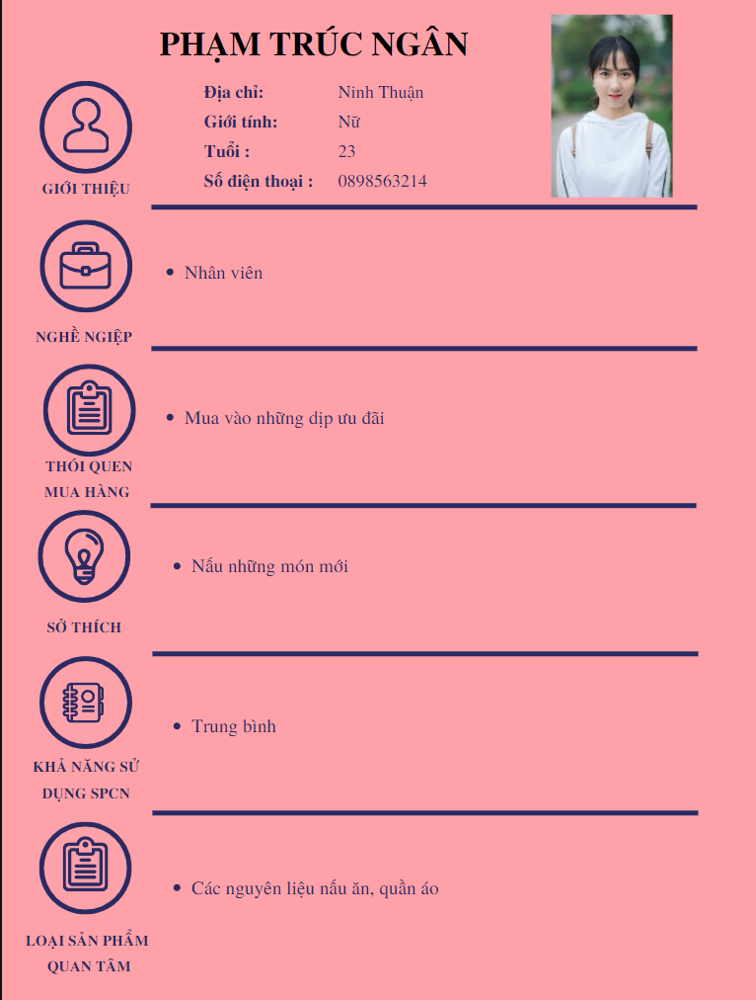 PHẠM TRÚC NGÂN
Địa chỉ: Ninh Thuận
Giới tính: Nữ
Tuổi : 23
Số điện thoại : 0898563214
GIỚI THIỆU
Nhân viên
NGHỀ NGIỆP
Mua vào những dịp ưu đãi
THÓI QUEN
MUA HÀNG
Nấu những món mới
SỞ THÍCH
Trung bình
KHẢ NĂNG SỬ
DỤNG SPCN
Các nguyên liệu nấu ăn, quần áo
LOẠI SẢN PHẨM
QUAN TÂM